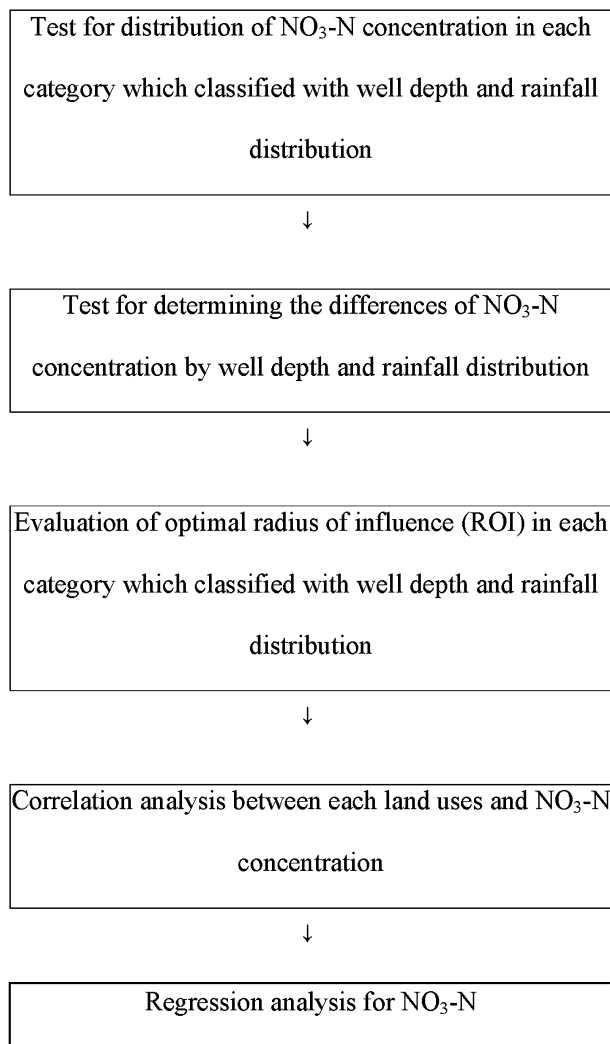 Test for distribution of NO₃-N concentration in each
category which classified with well depth and rainfall
distribution
↓
Test for determining the differences of NO₃-N
concentration by well depth and rainfall distribution
↓
Evaluation of optimal radius of influence (ROI) in each
category which classified with well depth and rainfall
distribution
↓
Correlation analysis between each land uses and NO₃-N
concentration
↓
Regression analysis for NO₃-N